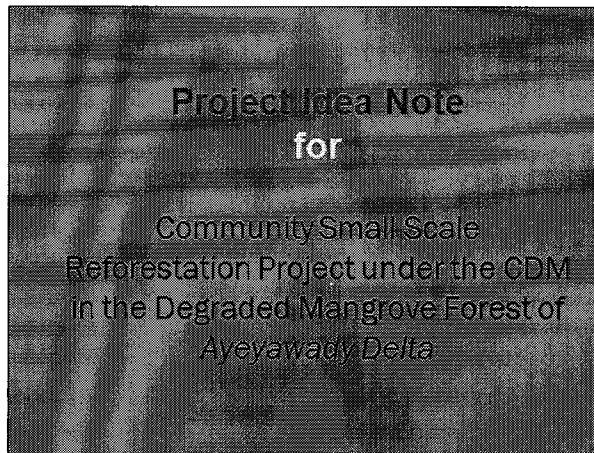 Project Idea Note
for
Community Small Scale
Reforestation Project under the CDM
in the Degraded Mangrove Forest of
Ayeyawady Delta